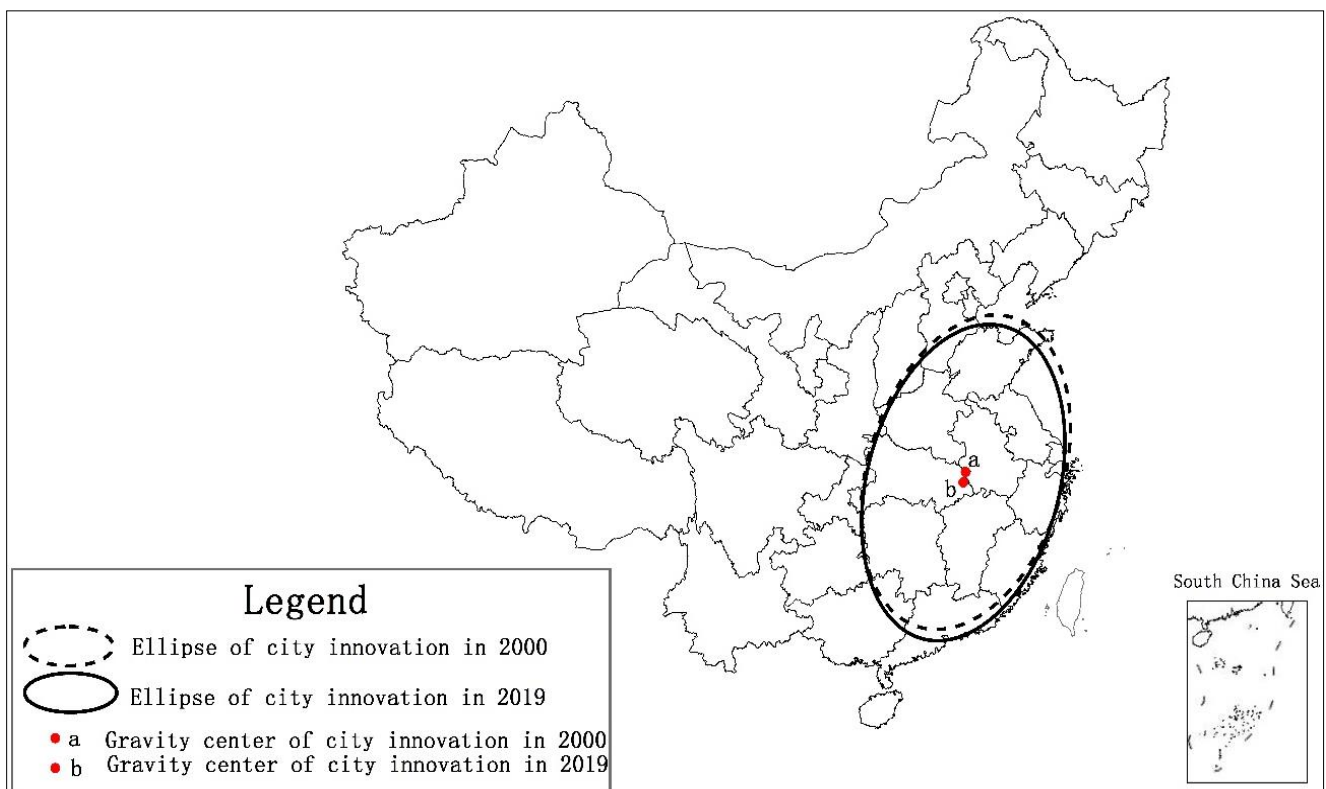 a
b
South China Sea
Legend
Ellipse of city innovation in 2000
Ellipse of city innovation in 2019
a Gravity center of city innovation in 2000
b Gravity center of city innovation in 2019